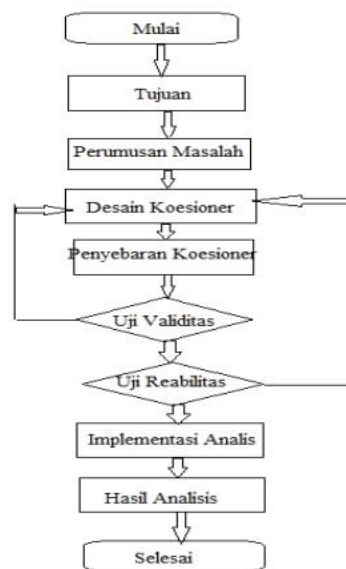 Mulai
Tujuan
Perumusan Masalah
Desain Koesioner
Penyebaran Koesioner
Uji Validitas
Uji Reabilitas
Implementasi Analis
Hasil Analisis
Selesai